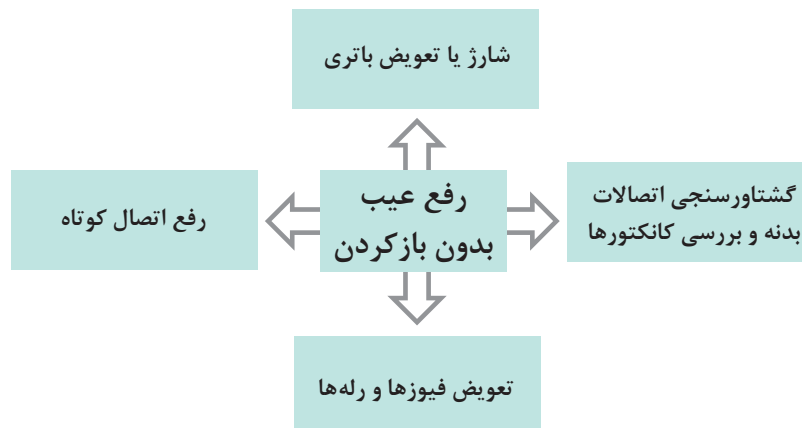 شارژ یا تعویض باتری
گشتاورسنجی اتصالات
بدنه و بررسی کانکتورها
رفع عیب
بدون بازکردن
رفع اتصال کوتاه
تعویض فیوزها و رله‌ها